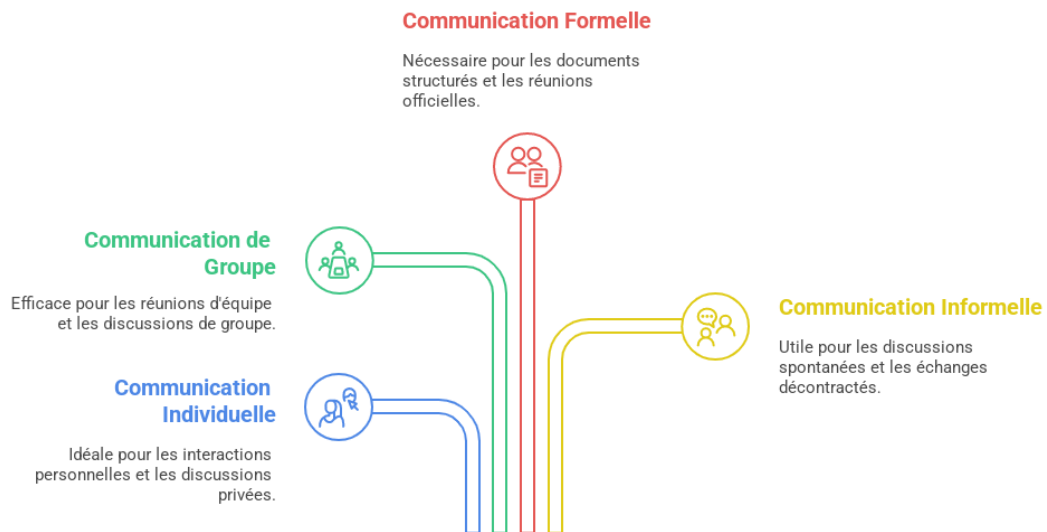 Communication Formelle
Nécessaire pour les documents
structurés et les réunions
officielles.
Communication de
Groupe
Efficace pour les réunions d'équipe
et les discussions de groupe.
Communication Informelle
Utile pour les discussions
spontanées et les échanges
décontractés.
Communication
Individuelle
Idéale pour les interactions
personnelles et les discussions
privées.